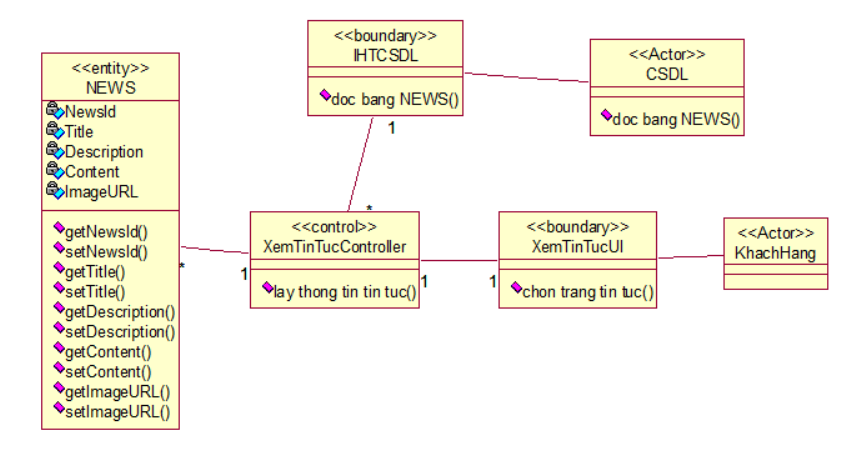 <<entity>>
NEWS
NewsId
Title
Description
Content
ImageURL
getNewsId()
setNewsId()
getTitle()
setTitle()
getDescription()
setDescription()
getContent()
setContent()
getImageURL()
setImageURL()
*
1
<<boundary>>
IHTCSDL
doc bang NEWS()
1
*
<<Actor>>
CSDL
doc bang NEWS()
<<control>>
XemTinTucController
lay thong tin tin tuc()
1
1
<<boundary>>
XemTinTucUI
chon trang tin tuc()
<<Actor>>
KhachHang